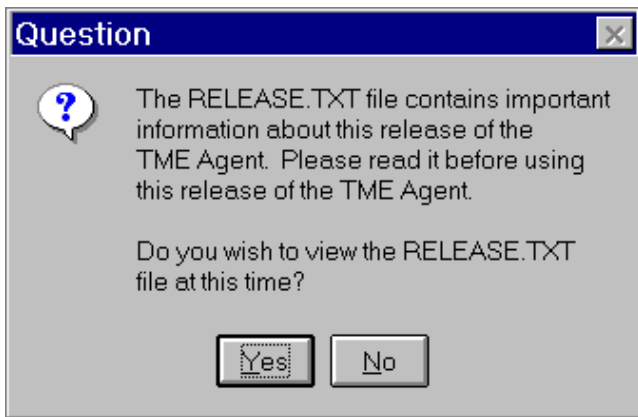 Question
?
The RELEASE.TXT file contains important
information about this release of the
TME Agent. Please read it before using
this release of the TME Agent.
Do you wish to view the RELEASE.TXT
file at this time?
Yes
No